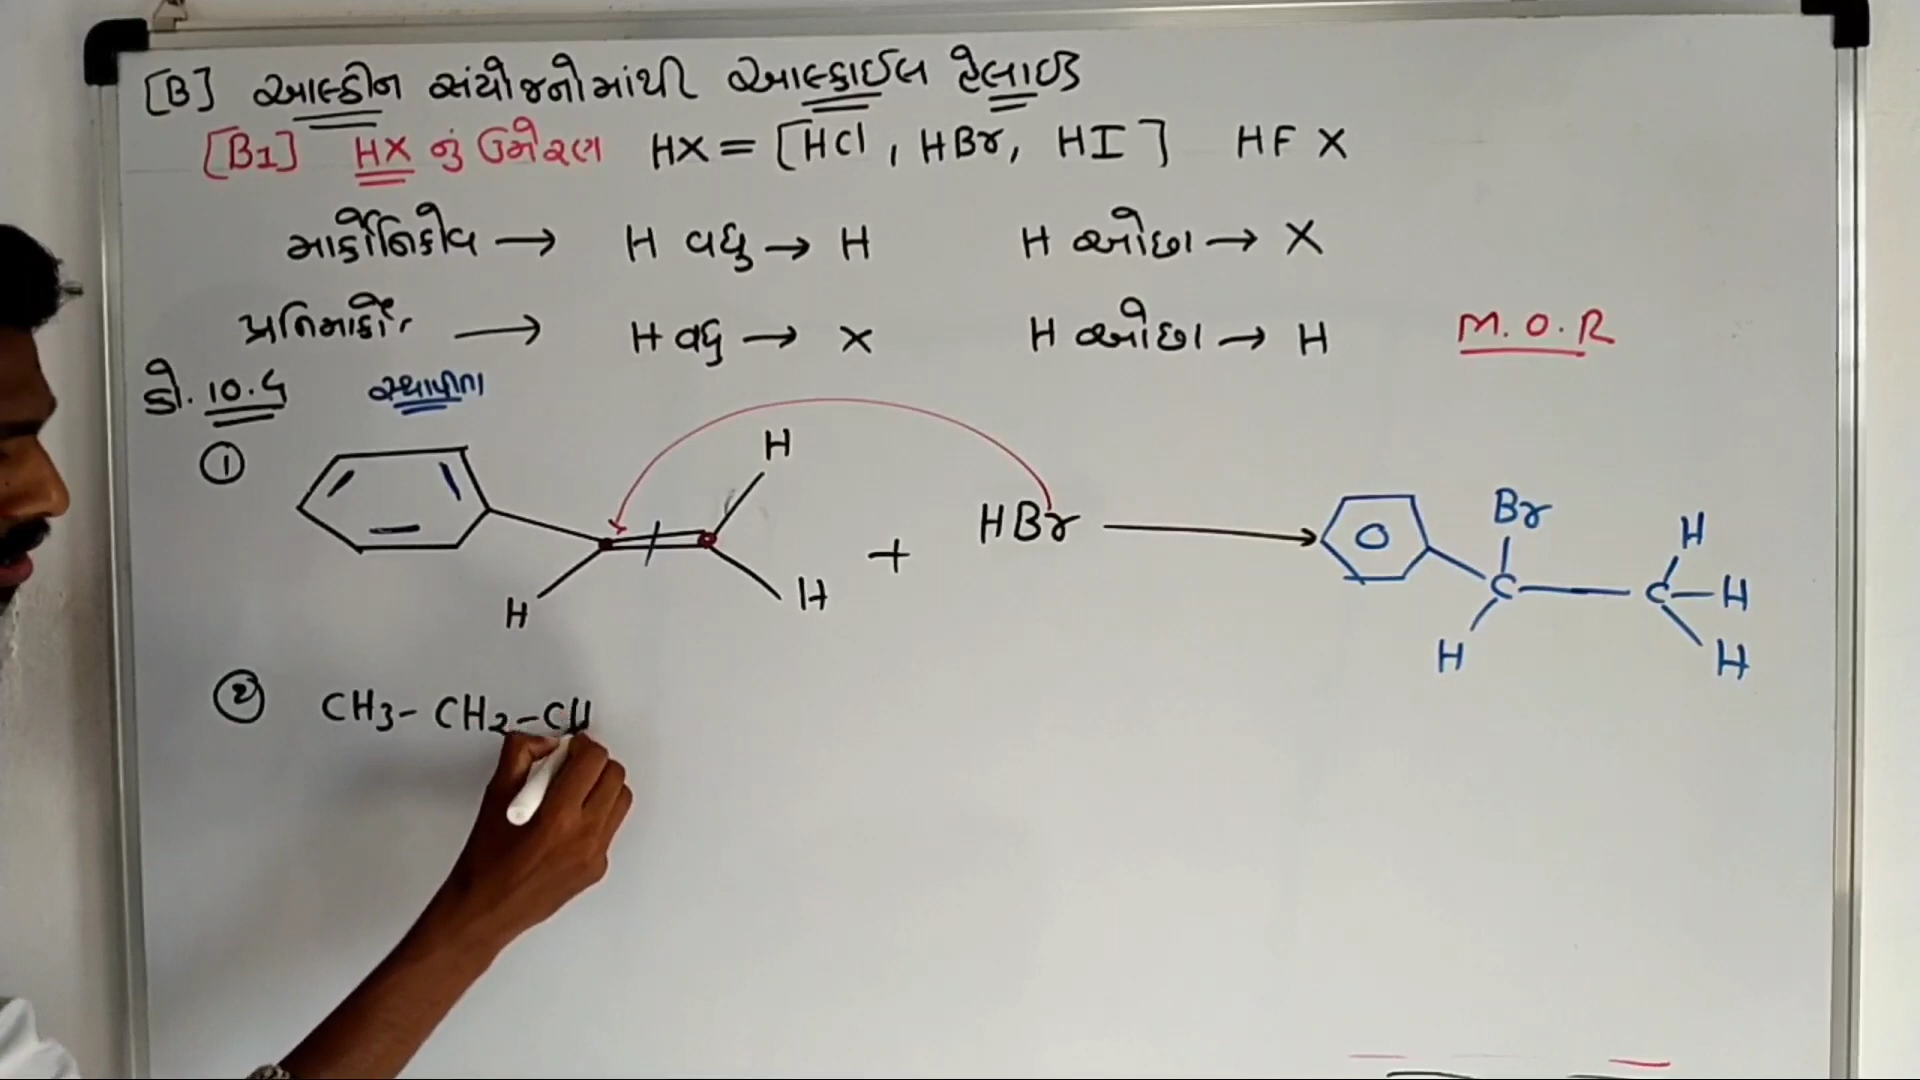 [B] આલ્કીન સંયોજનોમાંથી આલ્કાઈલ હેલાઈડ
[B1] HX નું ઉમેરણ HX = [HCl, HBr, HI] HF X
માર્કોનિકોવ → H વધુ → H H ઓછા → X
પ્રતિમાર્કો. → H વધુ → X H ઓછા → H M.O.R
કો. 10.5
①
H
H
H
+ HBr →
Br
C — C — H
H
H
H
② CH3 - CH2 - CH